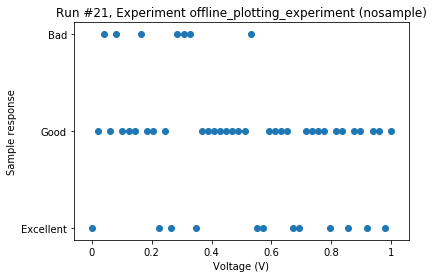 Run #21, Experiment offline_plotting_experiment (nosample)
Bad
Good
Excellent
Sample response
0 0.2 0.4 0.6 0.8 1
Voltage (V)